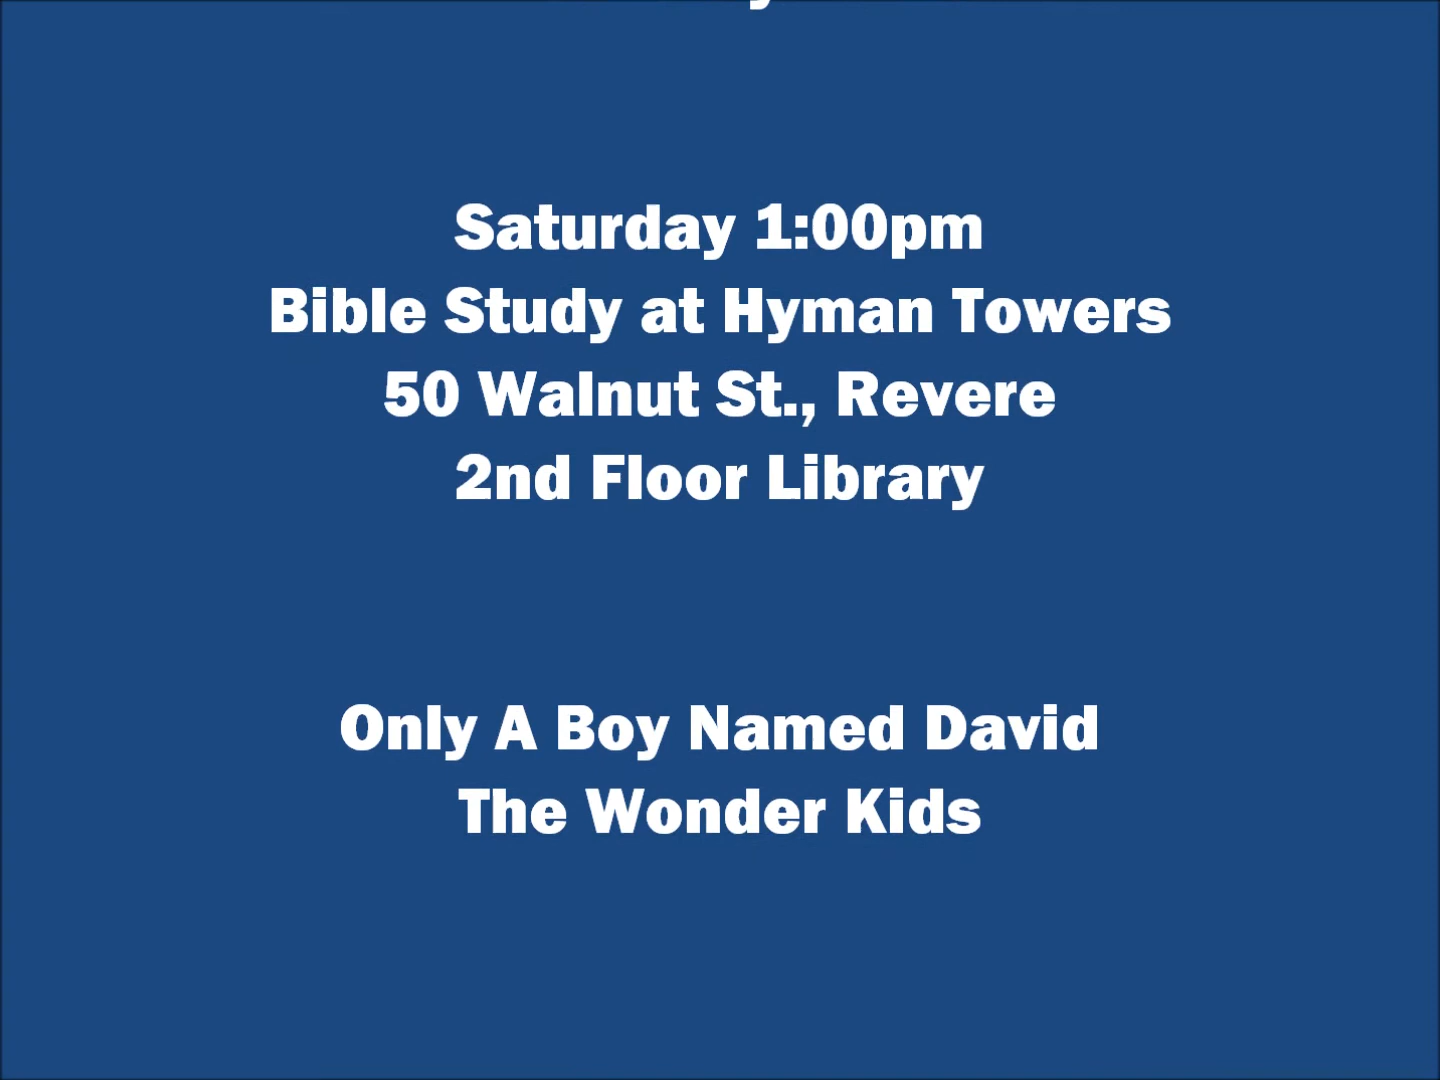 Saturday 1:00pm
Bible Study at Hyman Towers
50 Walnut St., Revere
2nd Floor Library
Only A Boy Named David
The Wonder Kids